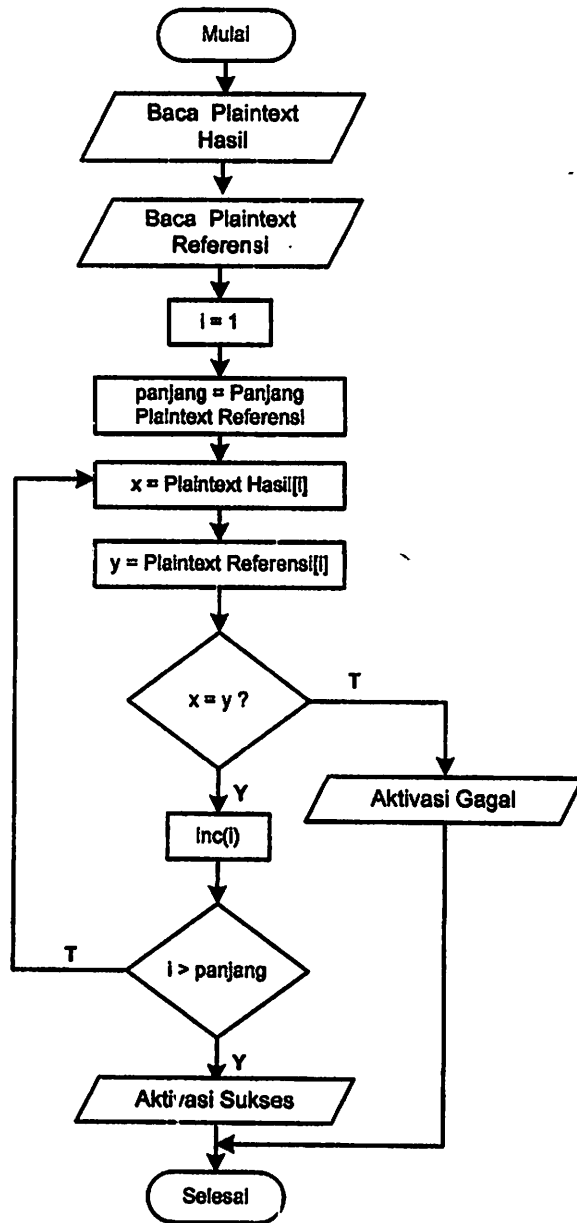 Mulai
Baca Plaintext
Hasil
Baca Plaintext
Referensi
i = 1
panjang = Panjang
Plaintext Referensi
x = Plaintext Hasil[i]
y = Plaintext Referensi[i]
x = y ?
T
Y
Aktivasi Gagal
inc(i)
T
i > panjang
Y
Aktivasi Sukses
Selesai